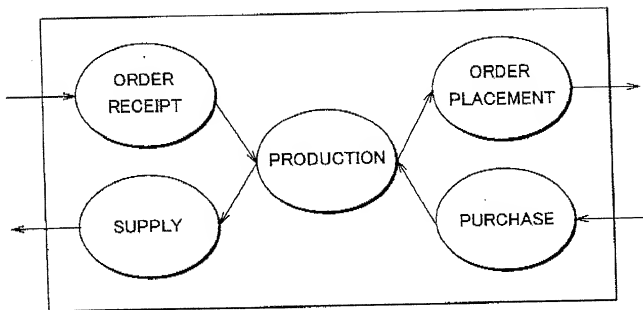 ORDER
RECEIPT
ORDER
PLACEMENT
PRODUCTION
SUPPLY
PURCHASE